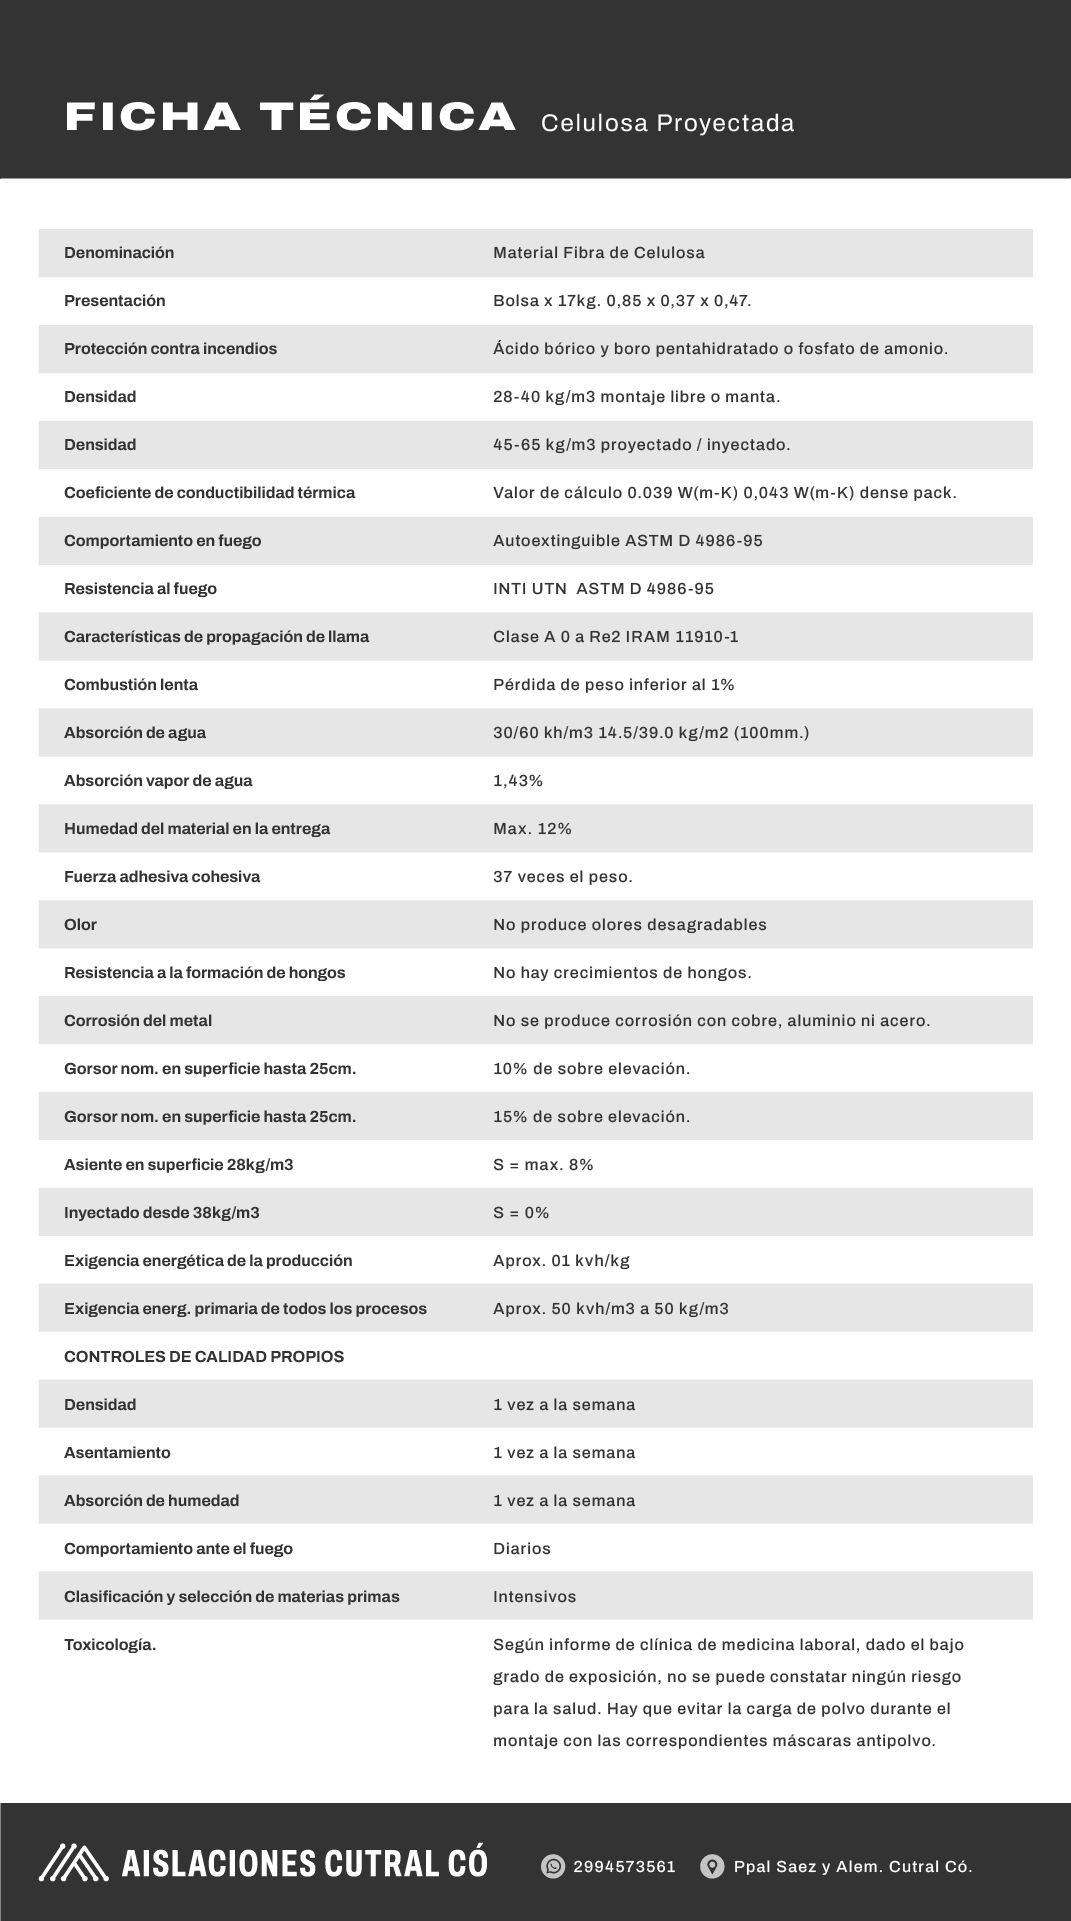 FICHA TÉCNICA Celulosa Proyectada
Denominación Material Fibra de Celulosa
Presentación Bolsa x 17kg. 0,85 x 0,37 x 0,47.
Protección contra incendios Ácido bórico y boro pentahidratado o fosfato de amonio.
Densidad 28-40 kg/m3 montaje libre o manta.
Densidad 45-65 kg/m3 proyectado / inyectado.
Coeficiente de conductibilidad térmica Valor de cálculo 0.039 W(m-K) 0,043 W(m-K) dense pack.
Comportamiento en fuego Autoextinguible ASTM D 4986-95
Resistencia al fuego INTI UTN  ASTM D 4986-95
Características de propagación de llama Clase A 0 a Re2 IRAM 11910-1
Combustión lenta Pérdida de peso inferior al 1%
Absorción de agua 30/60 kh/m3 14.5/39.0 kg/m2 (100mm.)
Absorción vapor de agua 1,43%
Humedad del material en la entrega Max. 12%
Fuerza adhesiva cohesiva 37 veces el peso.
Olor No produce olores desagradables
Resistencia a la formación de hongos No hay crecimientos de hongos.
Corrosión del metal No se produce corrosión con cobre, aluminio ni acero.
Gorsor nom. en superficie hasta 25cm. 10% de sobre elevación.
Gorsor nom. en superficie hasta 25cm. 15% de sobre elevación.
Asiente en superficie 28kg/m3 S = max. 8%
Inyectado desde 38kg/m3 S = 0%
Exigencia energética de la producción Aprox. 01 kvh/kg
Exigencia energ. primaria de todos los procesos Aprox. 50 kvh/m3 a 50 kg/m3
CONTROLES DE CALIDAD PROPIOS
Densidad 1 vez a la semana
Asentamiento 1 vez a la semana
Absorción de humedad 1 vez a la semana
Comportamiento ante el fuego Diarios
Clasificación y selección de materias primas Intensivos
Toxicología. Según informe de clínica de medicina laboral, dado el bajo
grado de exposición, no se puede constatar ningún riesgo
para la salud. Hay que evitar la carga de polvo durante el
montaje con las correspondientes máscaras antipolvo.
AISLACIONES CUTRAL CÓ 2994573561 Ppal Saez y Alem. Cutral Có.